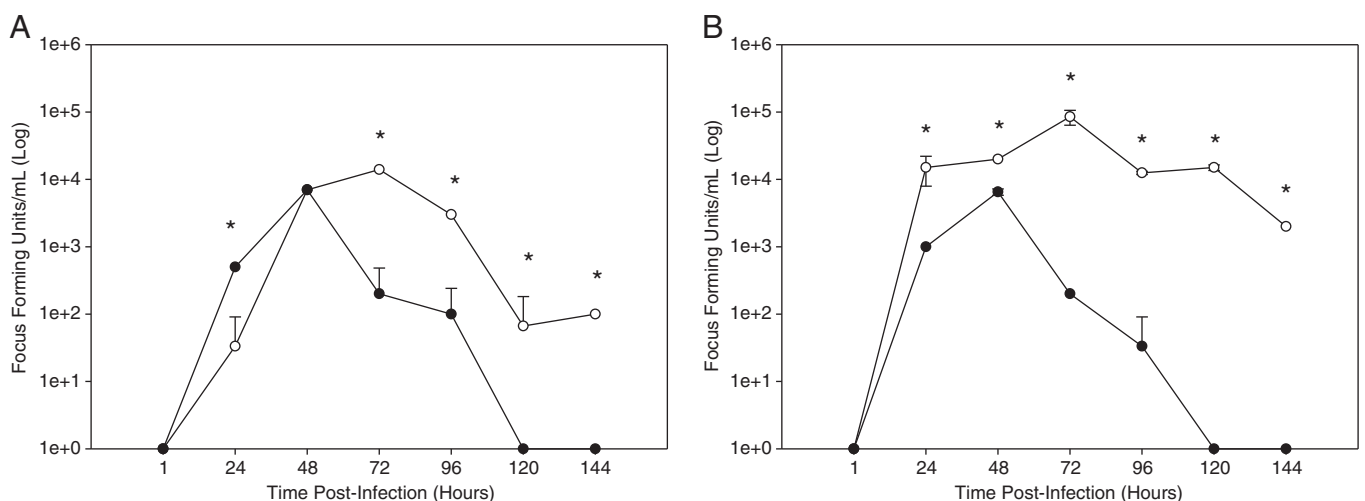 A
1e+6
1e+5
1e+4
1e+3
1e+2
1e+1
1e+0
Focus Forming Units/mL (Log)
* * * * *
1 24 48 72 96 120 144
Time Post-Infection (Hours)
B
1e+6
1e+5
1e+4
1e+3
1e+2
1e+1
1e+0
Focus Forming Units/mL (Log)
* * * * * *
1 24 48 72 96 120 144
Time Post-Infection (Hours)